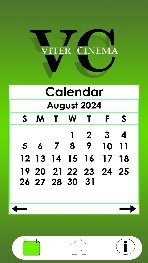 VC
VITER CINEMA
Calendar
August 2024
S M T W T F S
1 2 3 4
5 6 7 8 9 10 11
12 13 14 15 16 17 18
19 20 21 22 23 24 25
26 27 28 29 30 31